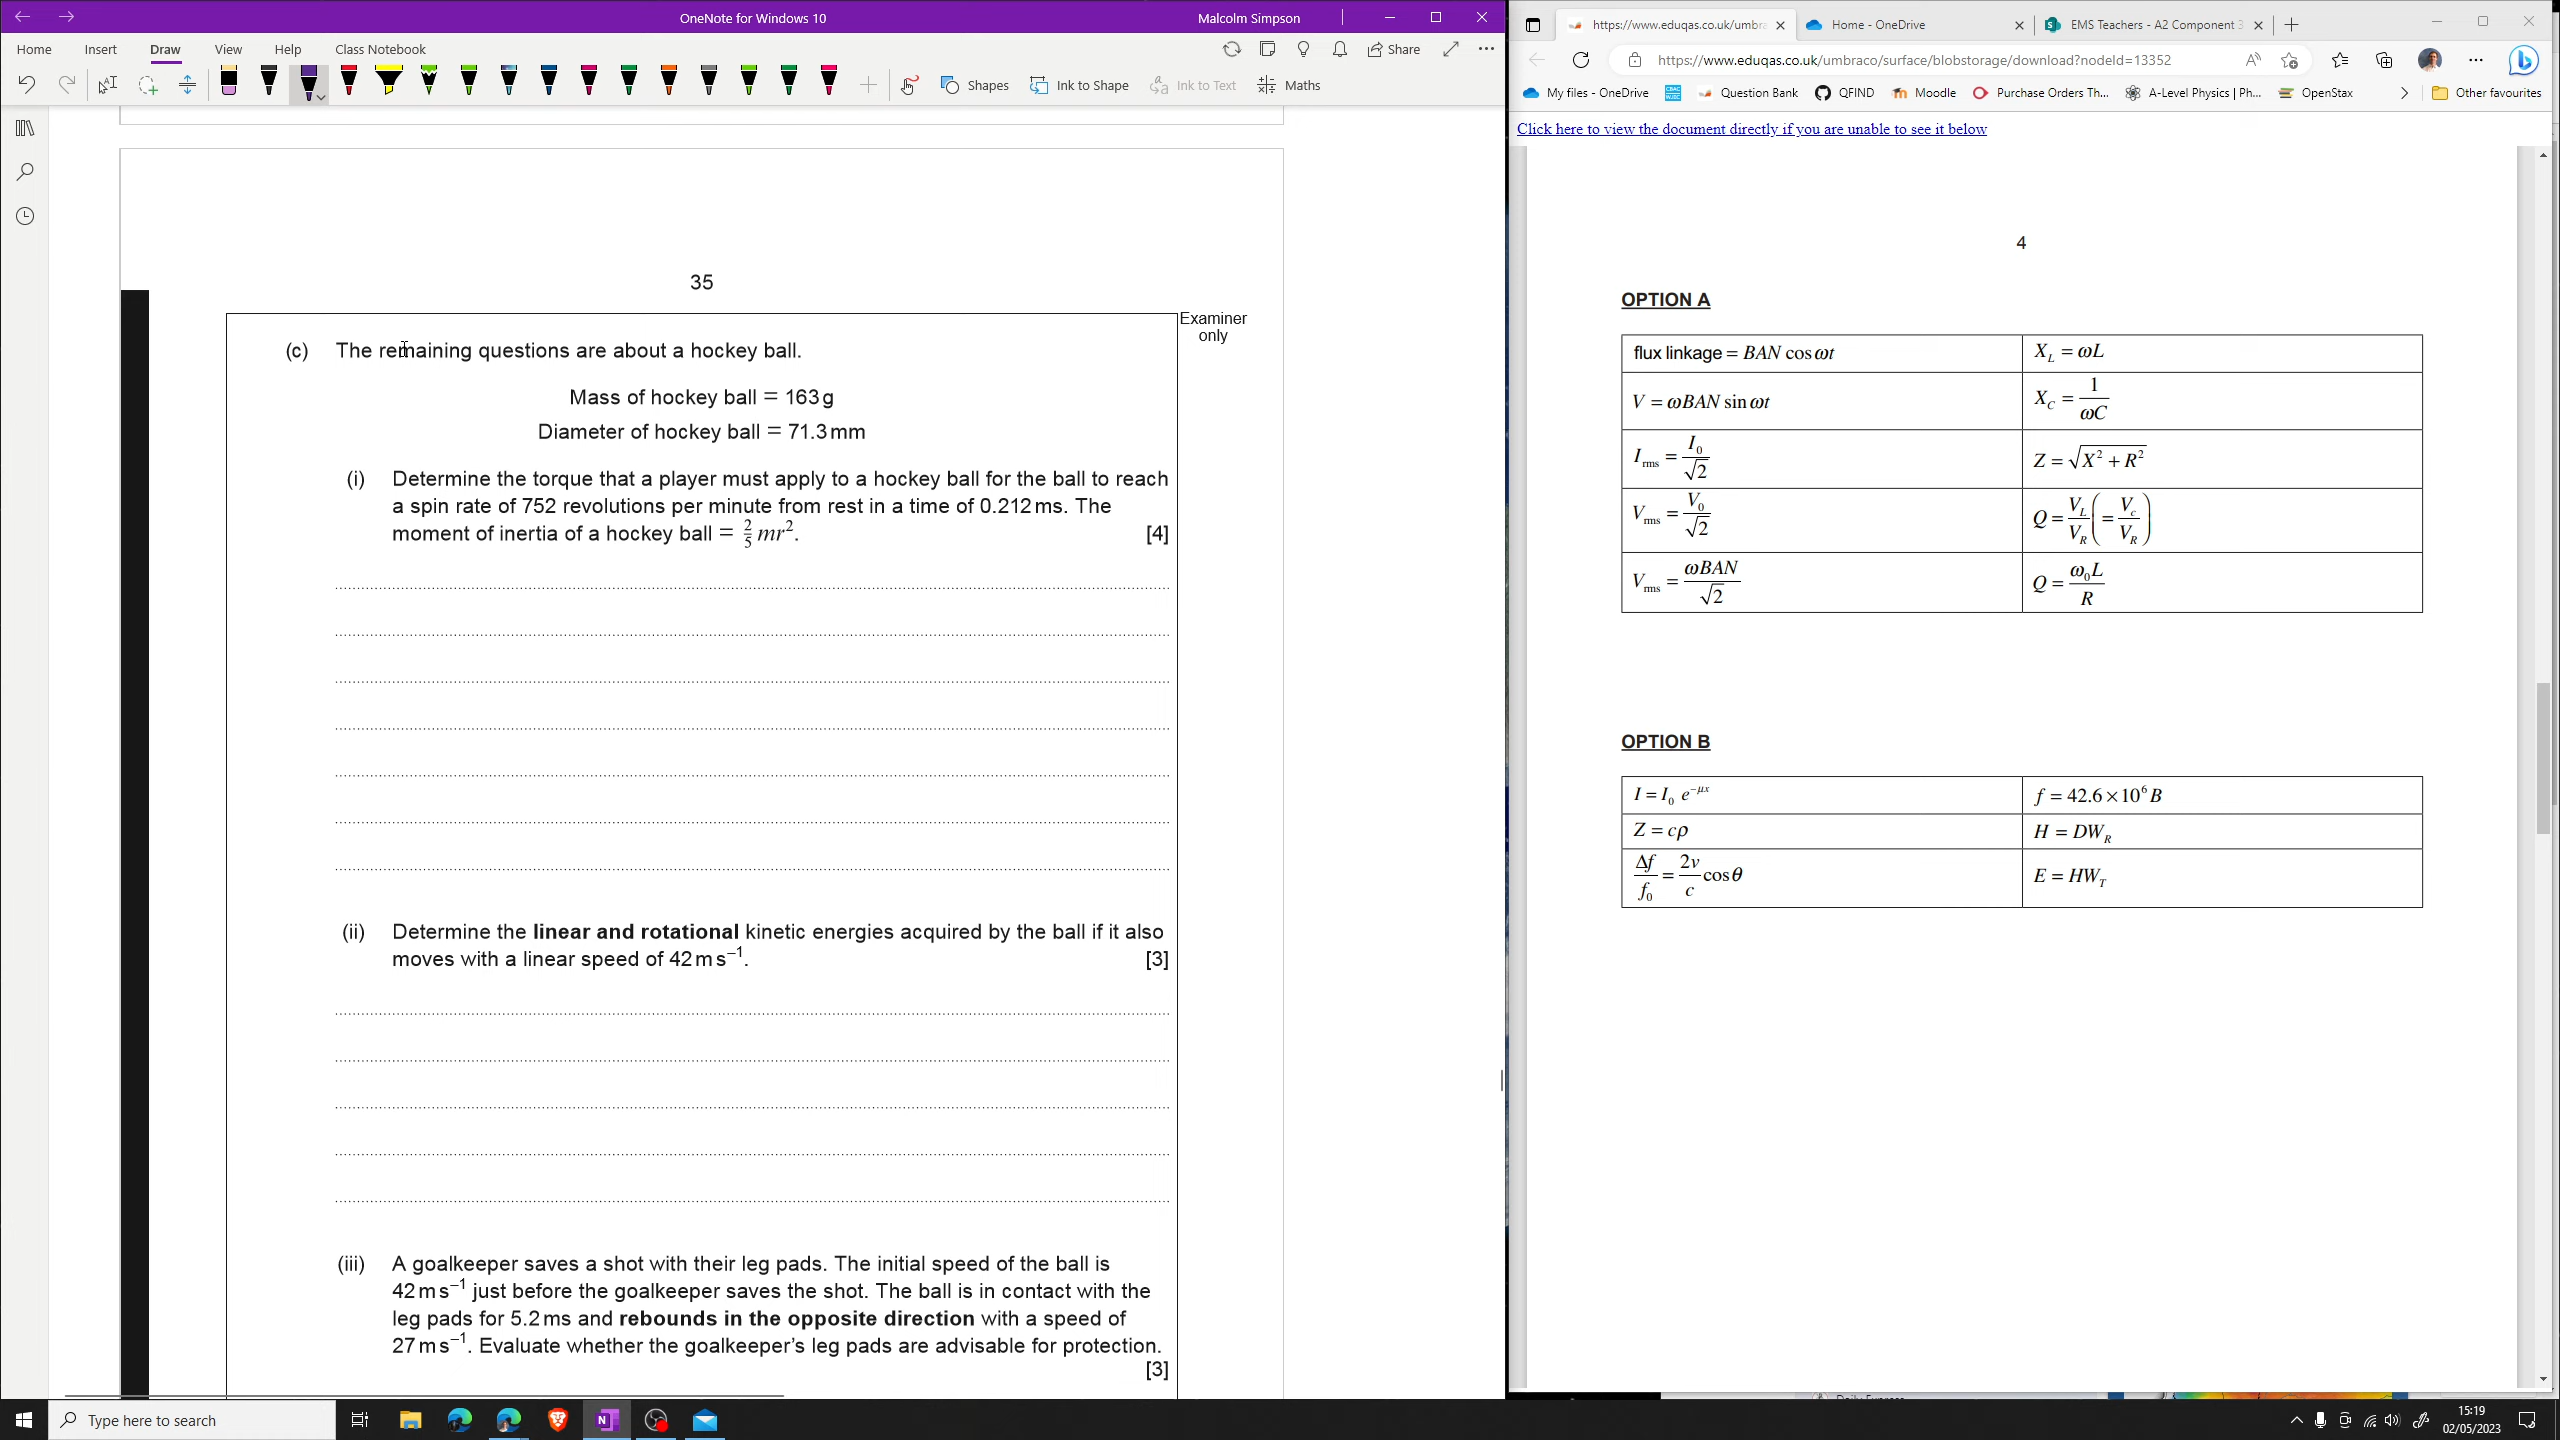 OneNote for Windows 10
Malcolm Simpson
Home Insert Draw View Help Class Notebook
Share
Shapes Ink to Shape Ink to Text Maths
35
Examiner
only
(c) The remaining questions are about a hockey ball.
Mass of hockey ball = 163 g
Diameter of hockey ball = 71.3 mm
(i) Determine the torque that a player must apply to a hockey ball for the ball to reach
a spin rate of 752 revolutions per minute from rest in a time of 0.212 ms. The
moment of inertia of a hockey ball = 2/5 mr². [4]
(ii) Determine the linear and rotational kinetic energies acquired by the ball if it also
moves with a linear speed of 42 m s⁻¹. [3]
(iii) A goalkeeper saves a shot with their leg pads. The initial speed of the ball is
42 m s⁻¹ just before the goalkeeper saves the shot. The ball is in contact with the
leg pads for 5.2 ms and rebounds in the opposite direction with a speed of
27 m s⁻¹. Evaluate whether the goalkeeper's leg pads are advisable for protection.
[3]
https://www.eduqas.co.uk/umbra Home - OneDrive EMS Teachers - A2 Component 3
https://www.eduqas.co.uk/umbraco/surface/blobstorage/download?nodeId=13352
My files - OneDrive CBAC WJEC Question Bank QFIND Moodle Purchase Orders Th... A-Level Physics | Ph... OpenStax Other favourites
Click here to view the document directly if you are unable to see it below
4
OPTION A
flux linkage = BAN cos ωt X_L = ωL
V = ωBAN sin ωt X_C = 1/ωC
I_rms = I₀/√2 Z = √(X² + R²)
V_rms = V₀/√2 Q = V_L/V_R (= V_c/V_R)
V_rms = ωBAN/√2 Q = ω₀L/R
OPTION B
I = I₀ e^−μx f = 42.6 × 10⁶ B
Z = cρ H = DW_R
Δf/f₀ = 2v/c cos θ E = HW_T
Type here to search
15:19
02/05/2023